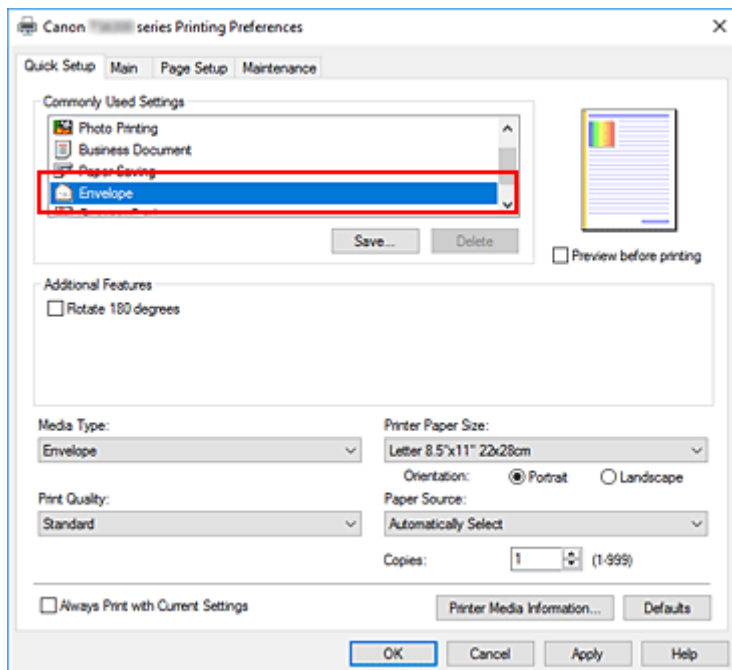 Canon series Printing Preferences
Quick Setup Main Page Setup Maintenance
Commonly Used Settings
Photo Printing
Business Document
Paper Saving
Envelope
Save... Delete
Preview before printing
Additional Features
Rotate 180 degrees
Media Type: Printer Paper Size:
Envelope Letter 8.5"x11" 22x28cm
Orientation: Portrait Landscape
Print Quality: Paper Source:
Standard Automatically Select
Copies: 1 (1-999)
Always Print with Current Settings Printer Media Information... Defaults
OK Cancel Apply Help